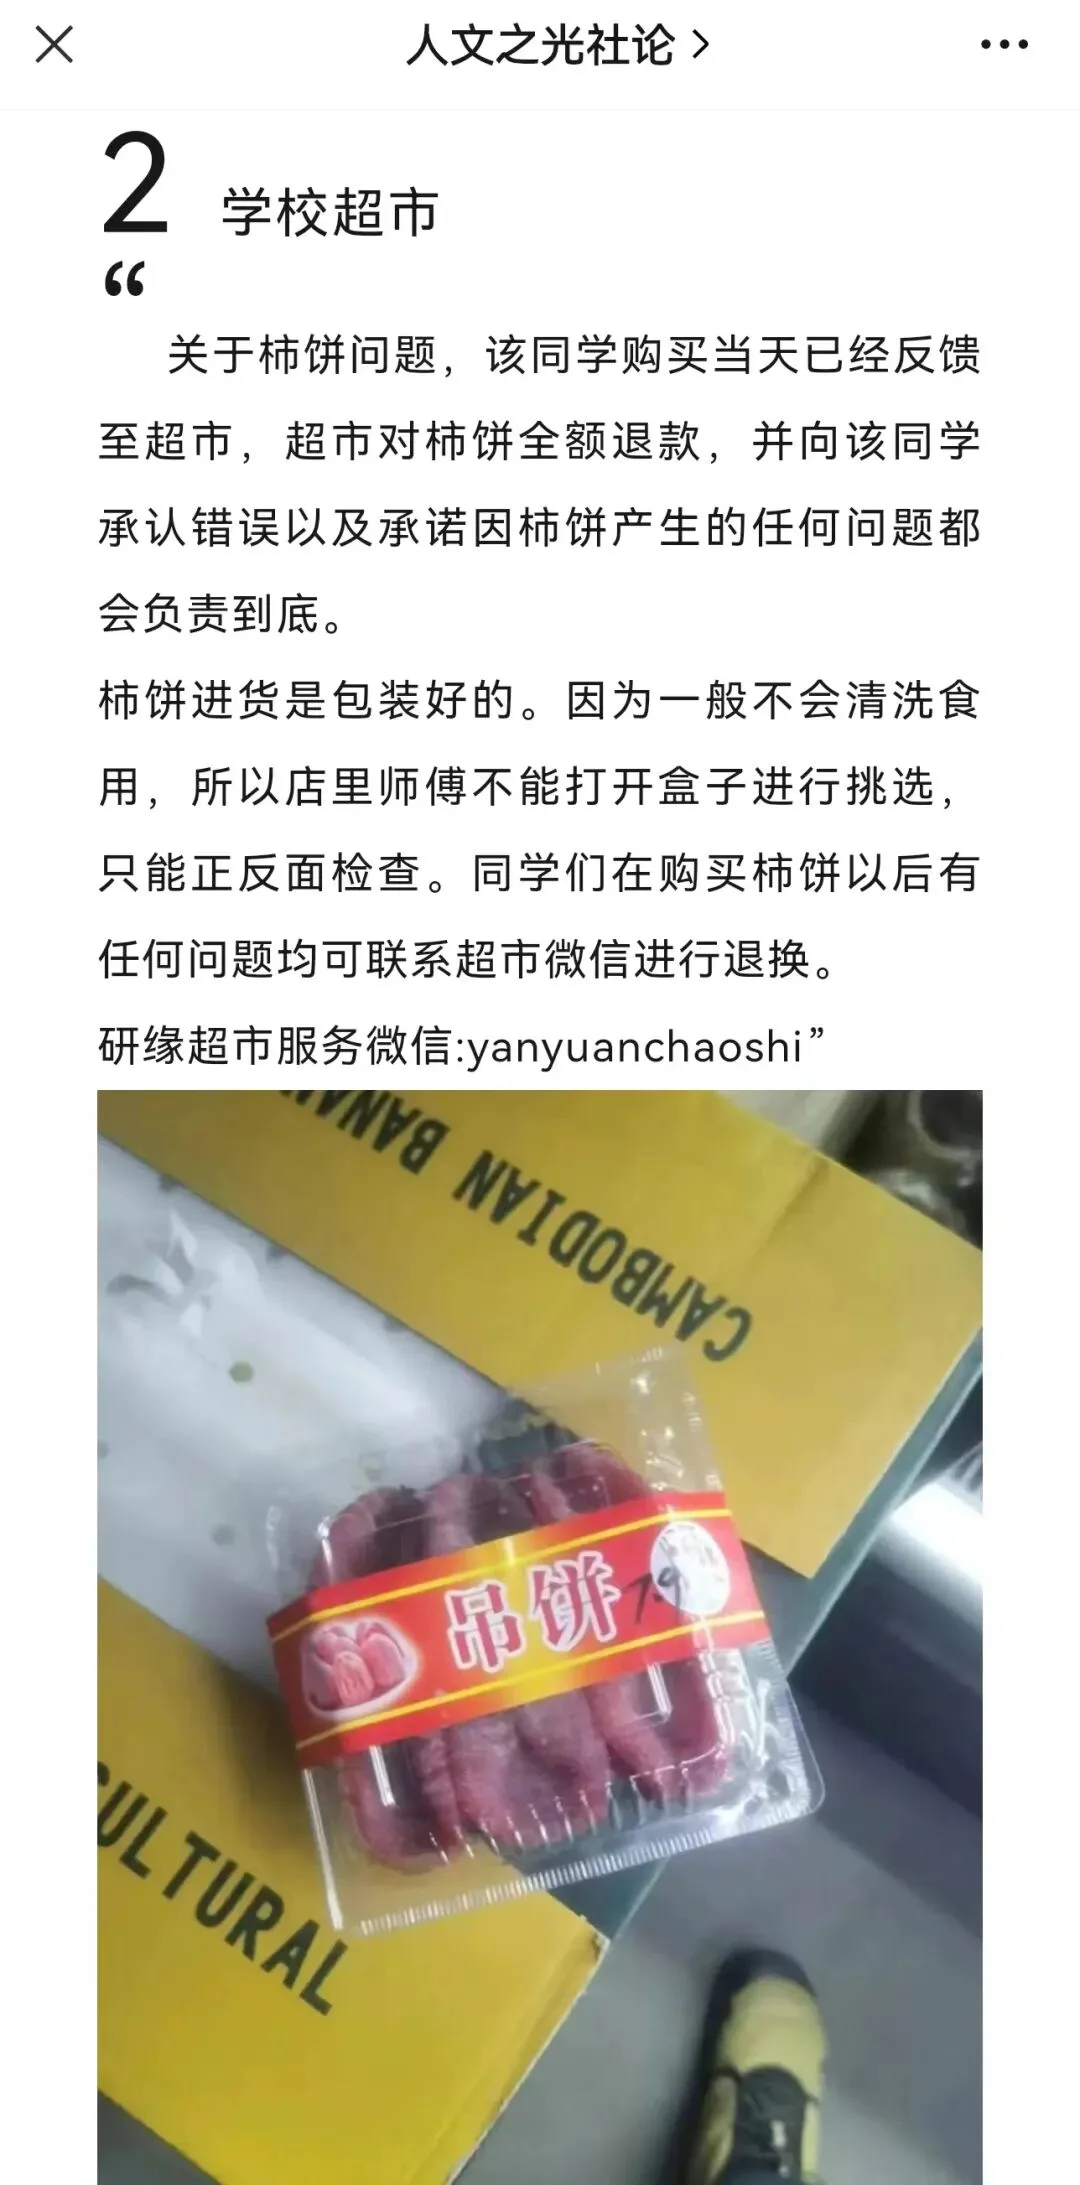 人文之光社论
2 学校超市
“
关于柿饼问题，该同学购买当天已经反馈
至超市，超市对柿饼全额退款，并向该同学
承认错误以及承诺因柿饼产生的任何问题都
会负责到底。
柿饼进货是包装好的。因为一般不会清洗食
用，所以店里师傅不能打开盒子进行挑选，
只能正反面检查。同学们在购买柿饼以后有
任何问题均可联系超市微信进行退换。
研缘超市服务微信:yanyuanchaoshi”
CAMBODIAN BANAN
吊饼
7.9
CULTURAL